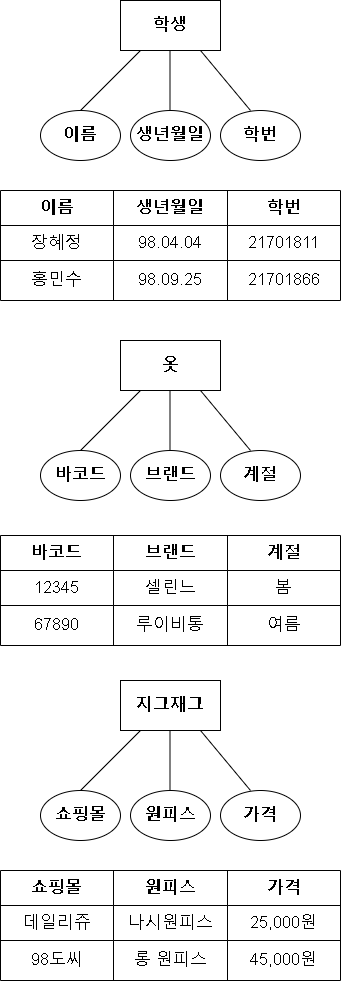 학생
이름 생년월일 학번
이름 생년월일 학번
장혜정 98.04.04 21701811
홍민수 98.09.25 21701866
옷
바코드 브랜드 계절
바코드 브랜드 계절
12345 셀린느 봄
67890 루이비통 여름
지그재그
쇼핑몰 원피스 가격
쇼핑몰 원피스 가격
데일리쥬 나시원피스 25,000원
98도씨 롱 원피스 45,000원